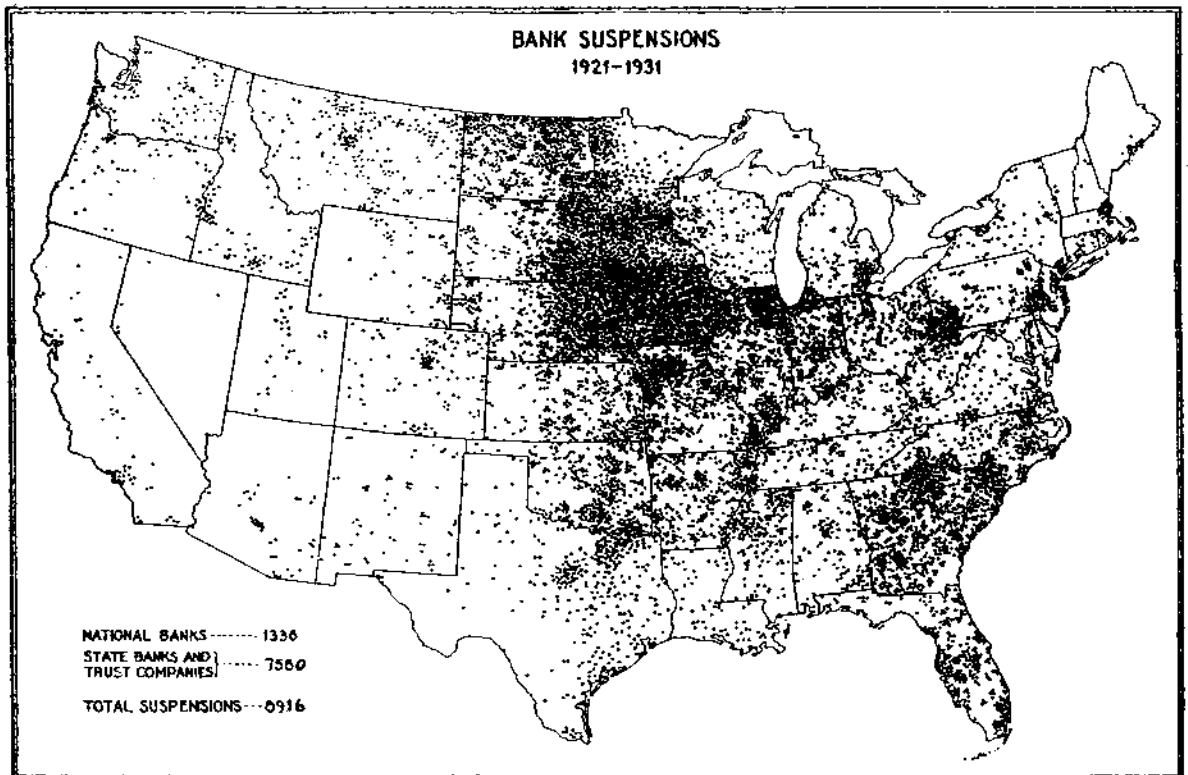 BANK SUSPENSIONS
1921-1931
NATIONAL BANKS ------- 1336
STATE BANKS AND
TRUST COMPANIES} ------ 7580
TOTAL SUSPENSIONS --- 8916